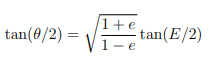 tan(θ/2) = √((1 + e)/(1 − e)) tan(E/2)